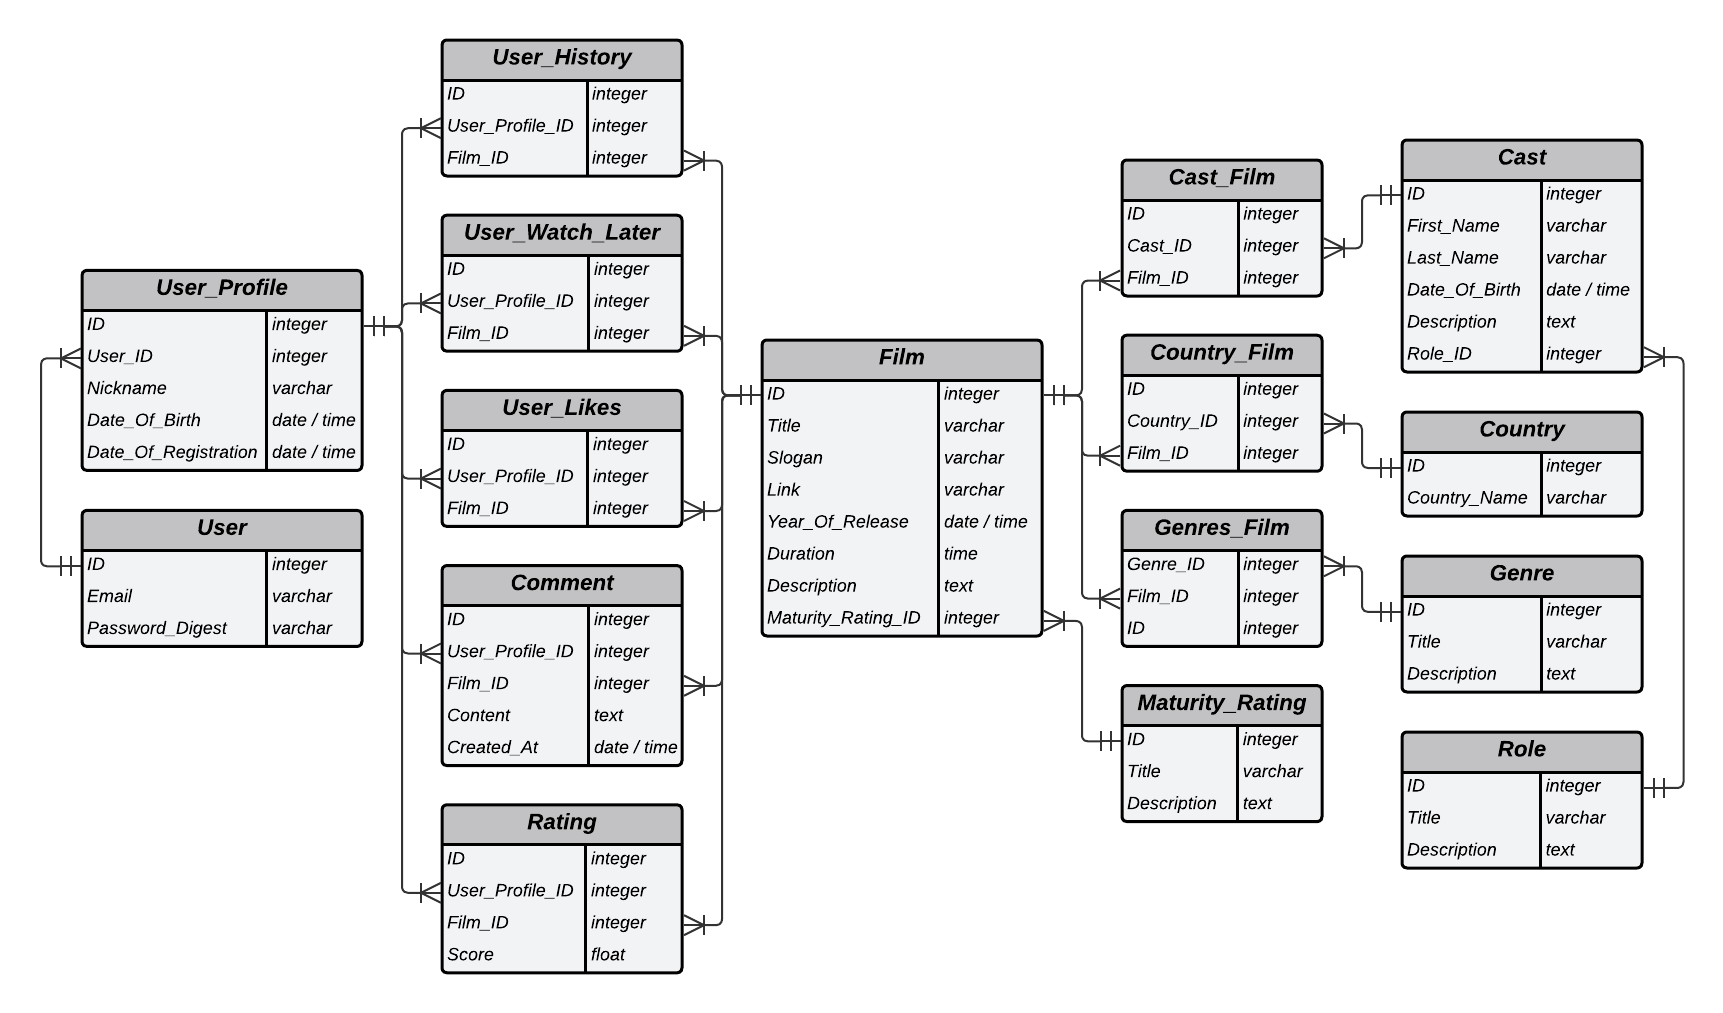 User_History
ID integer
User_Profile_ID integer
Film_ID integer
User_Watch_Later
ID integer
User_Profile_ID integer
Film_ID integer
User_Profile
ID integer
User_ID integer
Nickname varchar
Date_Of_Birth date / time
Date_Of_Registration date / time
User_Likes
ID integer
User_Profile_ID integer
Film_ID integer
User
ID integer
Email varchar
Password_Digest varchar
Comment
ID integer
User_Profile_ID integer
Film_ID integer
Content text
Created_At date / time
Rating
ID integer
User_Profile_ID integer
Film_ID integer
Score float
Film
ID integer
Title varchar
Slogan varchar
Link varchar
Year_Of_Release date / time
Duration time
Description text
Maturity_Rating_ID integer
Cast_Film
ID integer
Cast_ID integer
Film_ID integer
Country_Film
ID integer
Country_ID integer
Film_ID integer
Genres_Film
Genre_ID integer
Film_ID integer
ID integer
Maturity_Rating
ID integer
Title varchar
Description text
Cast
ID integer
First_Name varchar
Last_Name varchar
Date_Of_Birth date / time
Description text
Role_ID integer
Country
ID integer
Country_Name varchar
Genre
ID integer
Title varchar
Description text
Role
ID integer
Title varchar
Description text